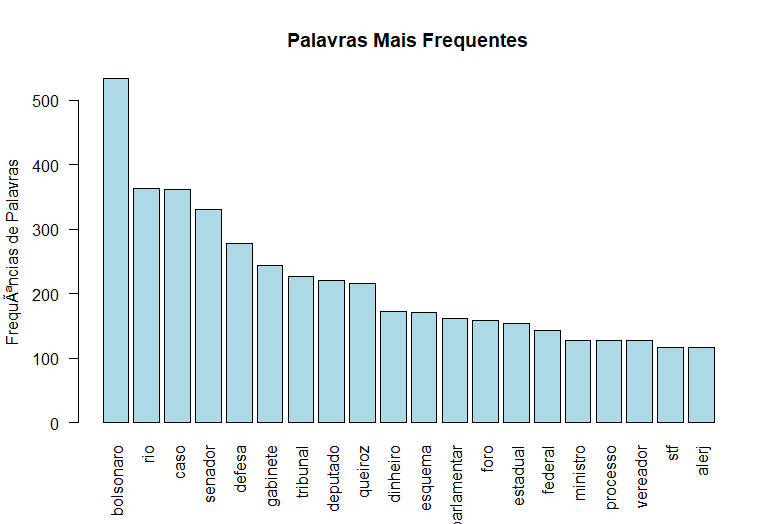 Palavras Mais Frequentes
FrequÃªncias de Palavras
500
400
300
200
100
0
bolsonaro
rio
caso
senador
defesa
gabinete
tribunal
deputado
queiroz
dinheiro
esquema
parlamentar
foro
estadual
federal
ministro
processo
vereador
stf
alerj